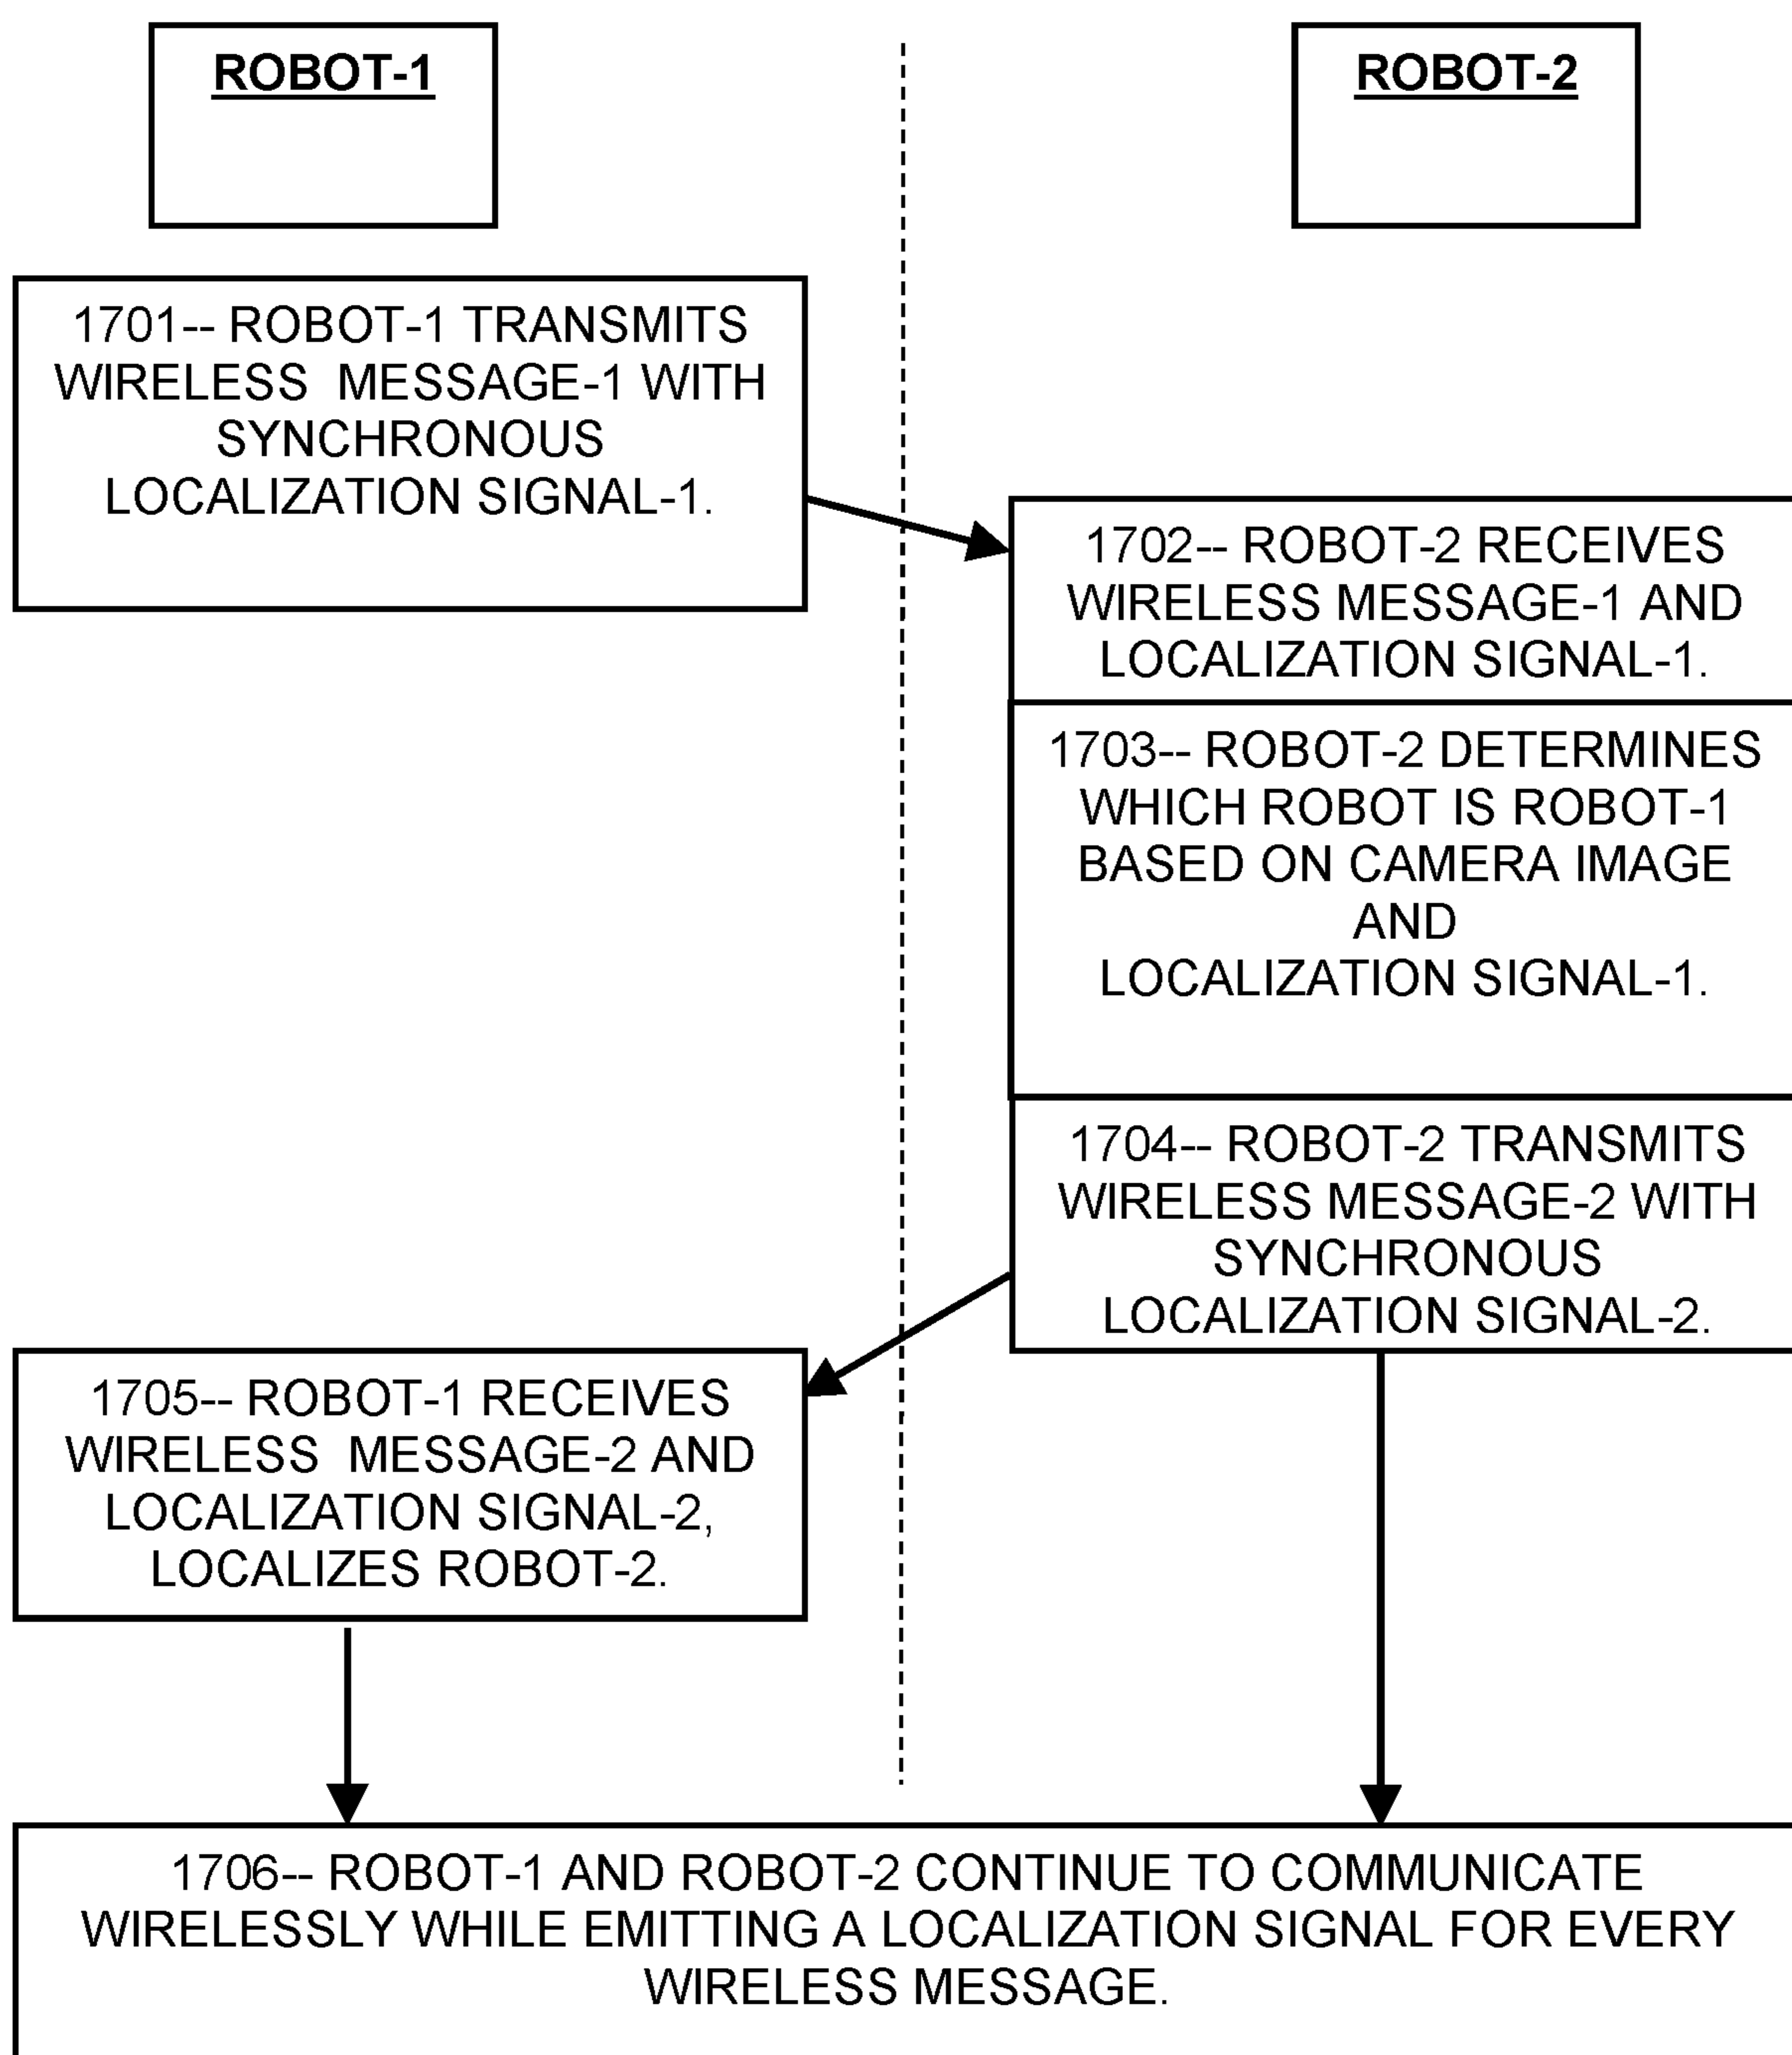 ROBOT-1
ROBOT-2
1701-- ROBOT-1 TRANSMITS
WIRELESS MESSAGE-1 WITH
SYNCHRONOUS
LOCALIZATION SIGNAL-1.
1702-- ROBOT-2 RECEIVES
WIRELESS MESSAGE-1 AND
LOCALIZATION SIGNAL-1.
1703-- ROBOT-2 DETERMINES
WHICH ROBOT IS ROBOT-1
BASED ON CAMERA IMAGE
AND
LOCALIZATION SIGNAL-1.
1704-- ROBOT-2 TRANSMITS
WIRELESS MESSAGE-2 WITH
SYNCHRONOUS
LOCALIZATION SIGNAL-2.
1705-- ROBOT-1 RECEIVES
WIRELESS MESSAGE-2 AND
LOCALIZATION SIGNAL-2,
LOCALIZES ROBOT-2.
1706-- ROBOT-1 AND ROBOT-2 CONTINUE TO COMMUNICATE
WIRELESSLY WHILE EMITTING A LOCALIZATION SIGNAL FOR EVERY
WIRELESS MESSAGE.